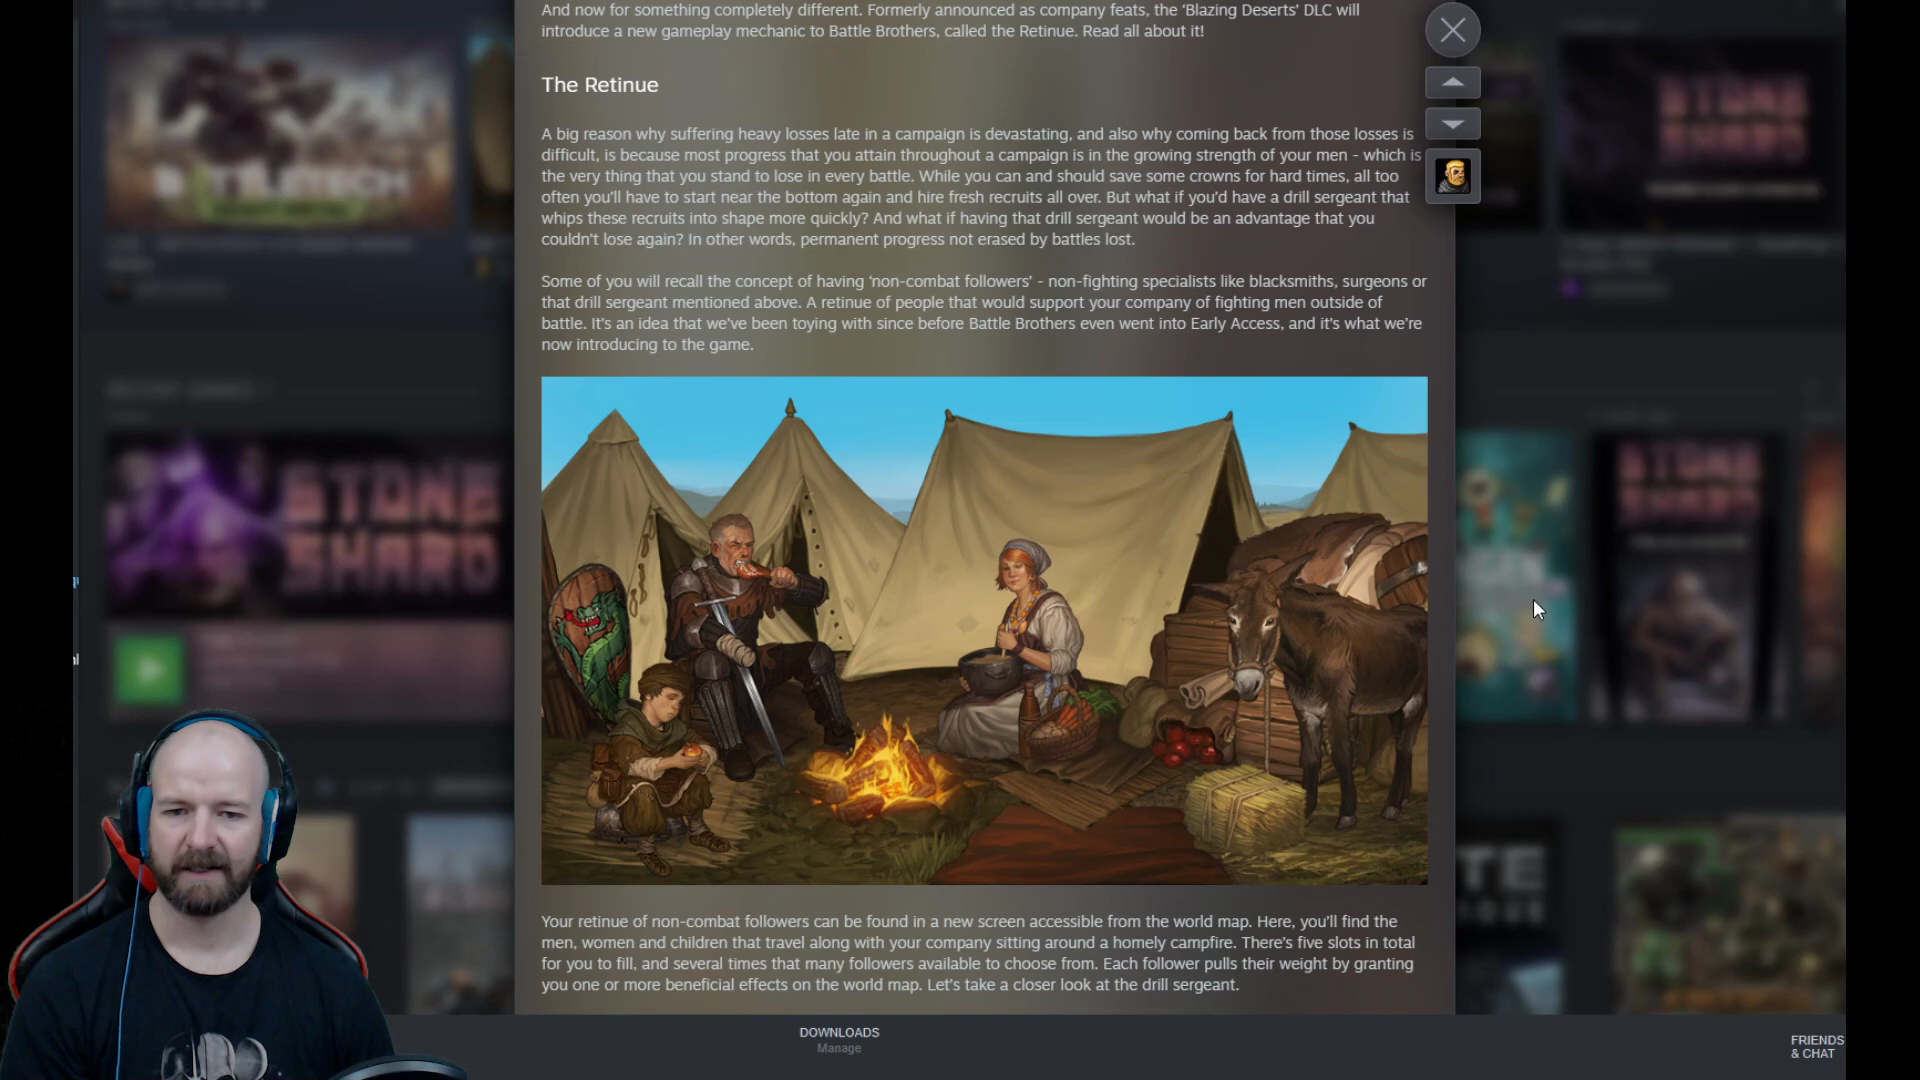 And now for something completely different. Formerly announced as company feats, the ‘Blazing Deserts’ DLC will
introduce a new gameplay mechanic to Battle Brothers, called the Retinue. Read all about it!
The Retinue
A big reason why suffering heavy losses late in a campaign is devastating, and also why coming back from those losses is
difficult, is because most progress that you attain throughout a campaign is in the growing strength of your men - which is
the very thing that you stand to lose in every battle. While you can and should save some crowns for hard times, all too
often you’ll have to start near the bottom again and hire fresh recruits all over. But what if you’d have a drill sergeant that
whips these recruits into shape more quickly? And what if having that drill sergeant would be an advantage that you
couldn’t lose again? In other words, permanent progress not erased by battles lost.
Some of you will recall the concept of having ‘non-combat followers’ - non-fighting specialists like blacksmiths, surgeons or
that drill sergeant mentioned above. A retinue of people that would support your company of fighting men outside of
battle. It’s an idea that we’ve been toying with since before Battle Brothers even went into Early Access, and it’s what we’re
now introducing to the game.
Your retinue of non-combat followers can be found in a new screen accessible from the world map. Here, you’ll find the
men, women and children that travel along with your company sitting around a homely campfire. There’s five slots in total
for you to fill, and several times that many followers available to choose from. Each follower pulls their weight by granting
you one or more beneficial effects on the world map. Let’s take a closer look at the drill sergeant.
STONE
SHARD
STONE
SHARD
STONE
SHARD
DOWNLOADS
Manage
FRIENDS
& CHAT